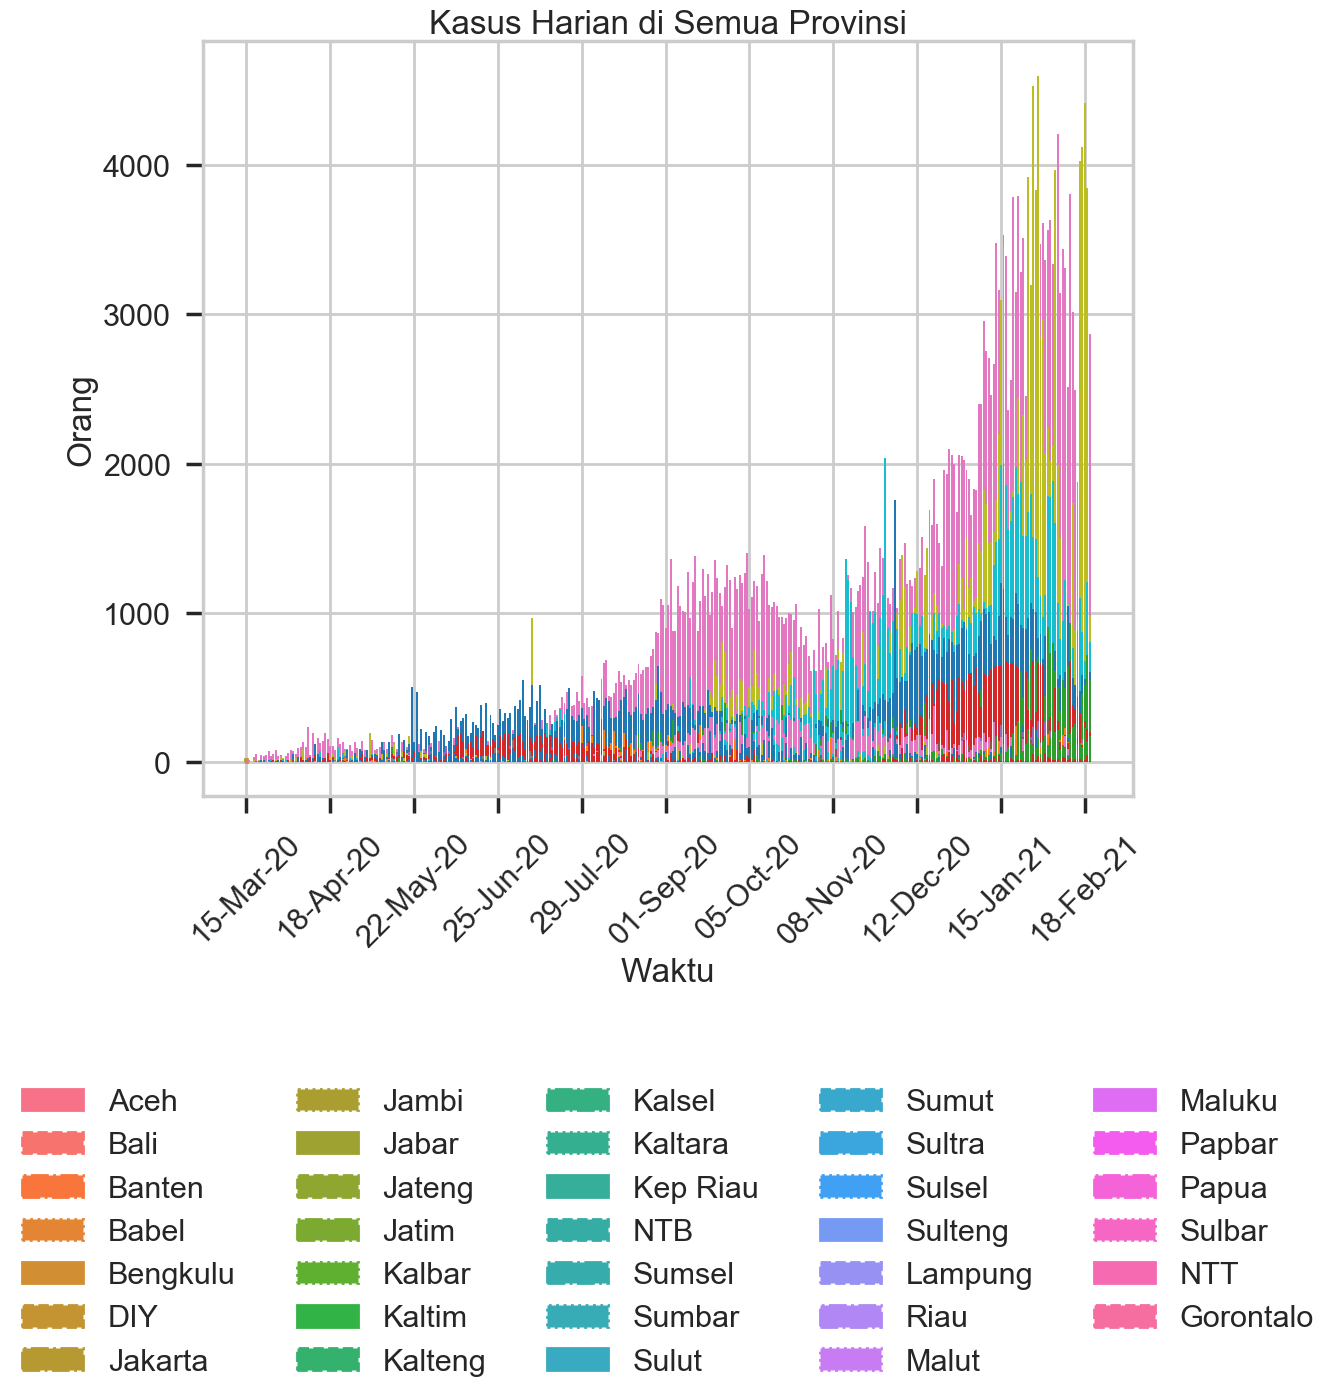 Kasus Harian di Semua Provinsi
Orang
4000
3000
2000
1000
0
15-Mar-20
18-Apr-20
22-May-20
25-Jun-20
29-Jul-20
01-Sep-20
05-Oct-20
08-Nov-20
12-Dec-20
15-Jan-21
18-Feb-21
Waktu
Aceh
Bali
Banten
Babel
Bengkulu
DIY
Jakarta
Jambi
Jabar
Jateng
Jatim
Kalbar
Kaltim
Kalteng
Kalsel
Kaltara
Kep Riau
NTB
Sumsel
Sumbar
Sulut
Sumut
Sultra
Sulsel
Sulteng
Lampung
Riau
Malut
Maluku
Papbar
Papua
Sulbar
NTT
Gorontalo